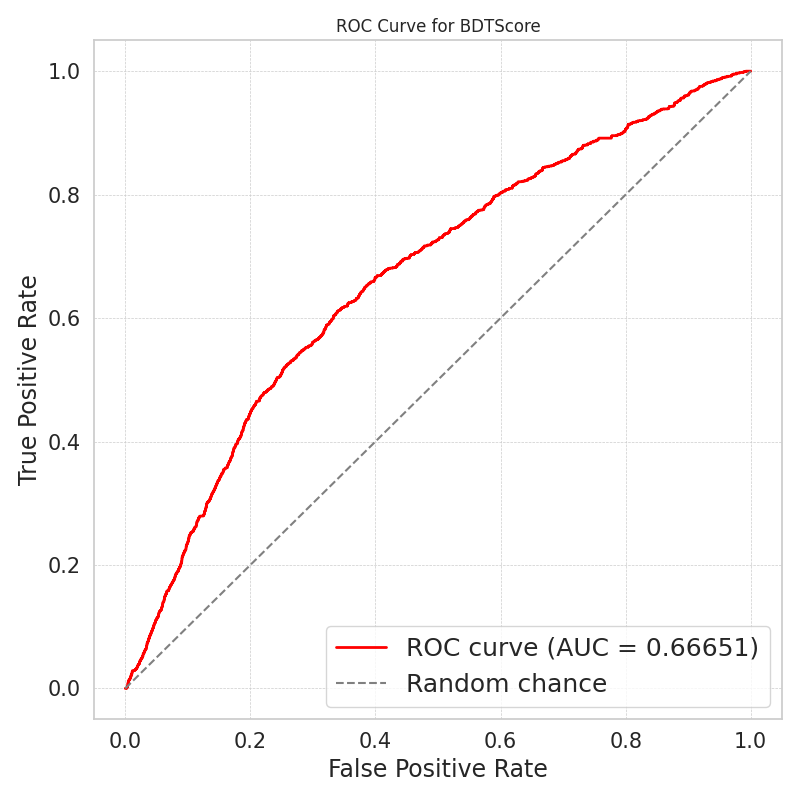 ROC Curve for BDTScore
True Positive Rate
1.0
0.8
0.6
0.4
0.2
0.0
ROC curve (AUC = 0.66651)
Random chance
0.0 0.2 0.4 0.6 0.8 1.0
False Positive Rate